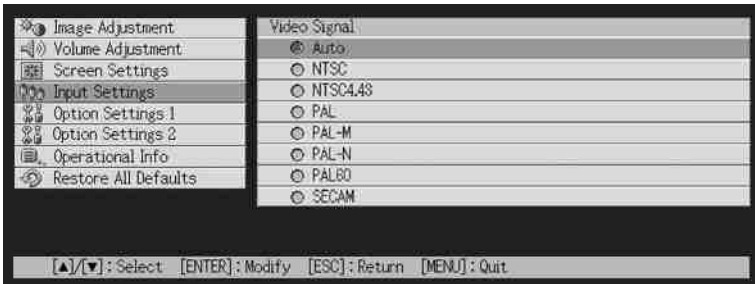 Image Adjustment
Volume Adjustment
Screen Settings
Input Settings
Option Settings 1
Option Settings 2
Operational Info
Restore All Defaults
Video Signal
Auto
NTSC
NTSC4.43
PAL
PAL-M
PAL-N
PAL60
SECAM
[▲]/[▼]: Select [ENTER]: Modify [ESC]: Return [MENU]: Quit